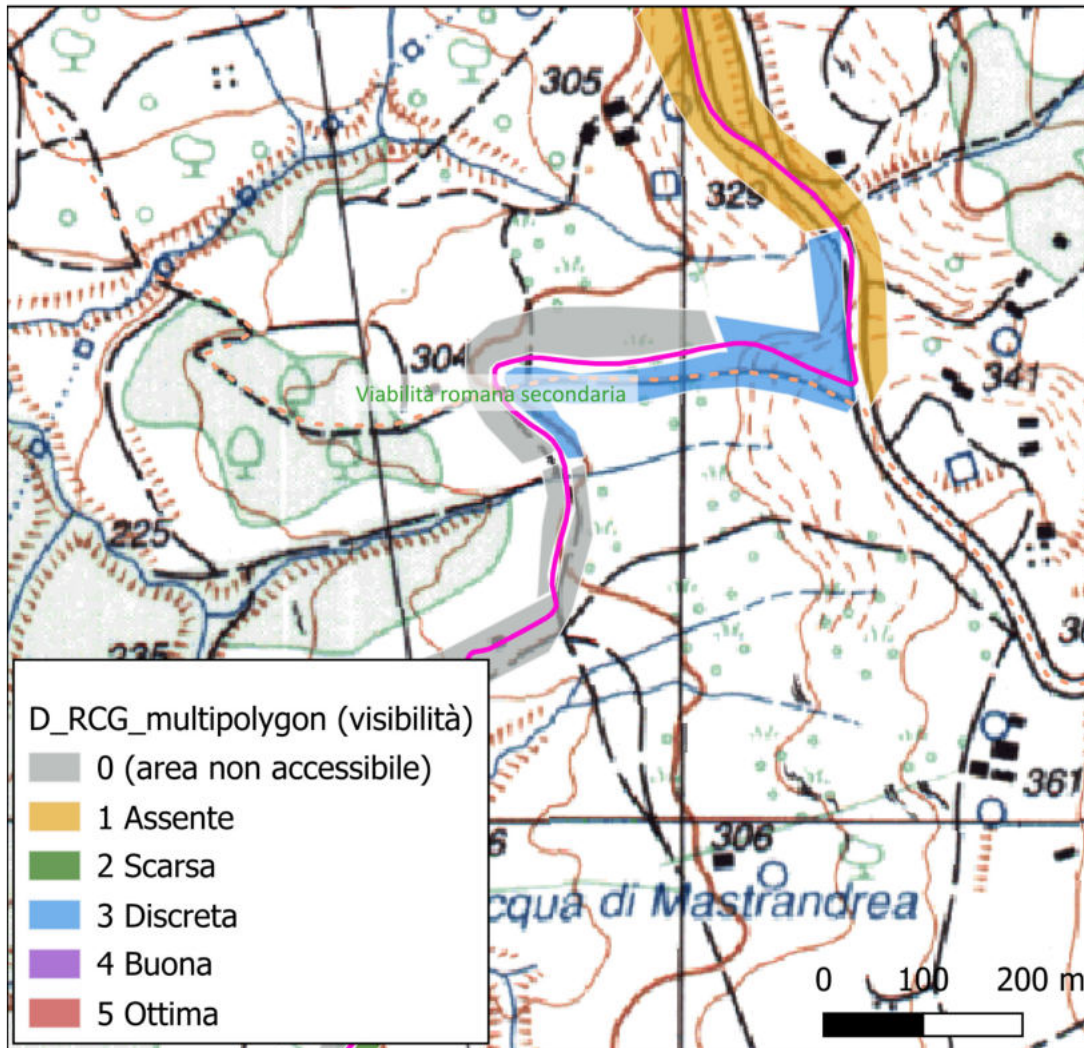 305
329
304
341
Viabilità romana secondaria
225
235
D_RCG_multipolygon (visibilità)
0 (area non accessibile)
1 Assente
2 Scarsa
3 Discreta
4 Buona
5 Ottima
361
306
cqua di Mastrandrea
0 100 200 m